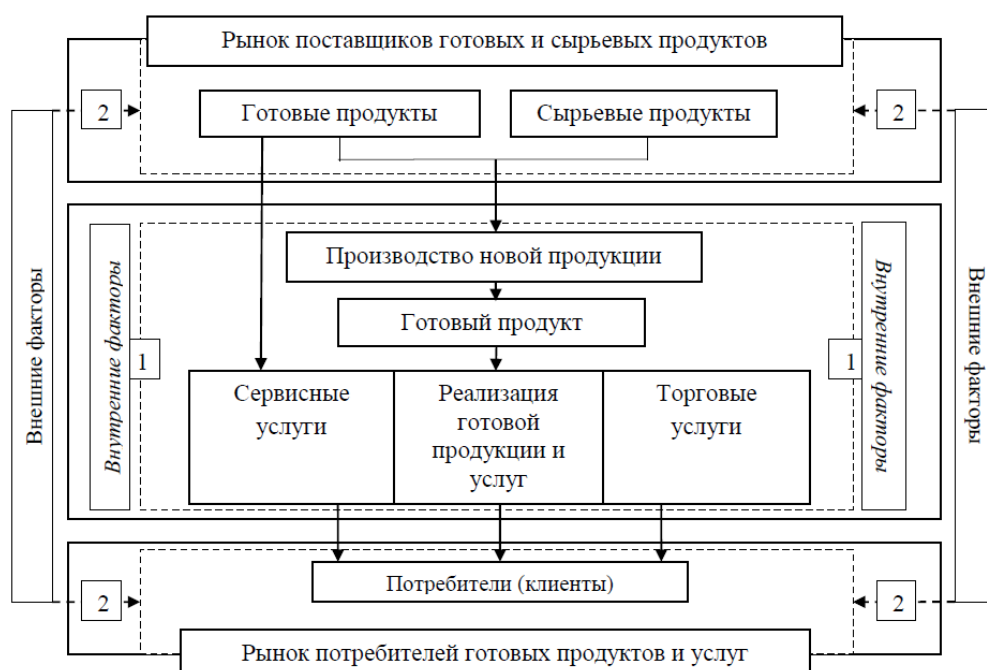 Рынок поставщиков готовых и сырьевых продуктов
2
2
Готовые продукты
Сырьевые продукты
Внешние факторы
Внутренние факторы
1
Производство новой продукции
Готовый продукт
Сервисные
услуги
Реализация
готовой
продукции и
услуг
Торговые
услуги
1
Внутренние факторы
Внешние факторы
2
Потребители (клиенты)
2
Рынок потребителей готовых продуктов и услуг